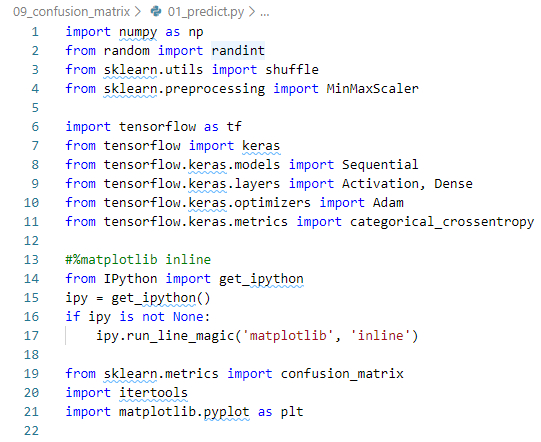 09_confusion_matrix > 01_predict.py > ...
1 import numpy as np
2 from random import randint
3 from sklearn.utils import shuffle
4 from sklearn.preprocessing import MinMaxScaler
5
6 import tensorflow as tf
7 from tensorflow import keras
8 from tensorflow.keras.models import Sequential
9 from tensorflow.keras.layers import Activation, Dense
10 from tensorflow.keras.optimizers import Adam
11 from tensorflow.keras.metrics import categorical_crossentropy
12
13 #%matplotlib inline
14 from IPython import get_ipython
15 ipy = get_ipython()
16 if ipy is not None:
17     ipy.run_line_magic('matplotlib', 'inline')
18
19 from sklearn.metrics import confusion_matrix
20 import itertools
21 import matplotlib.pyplot as plt
22